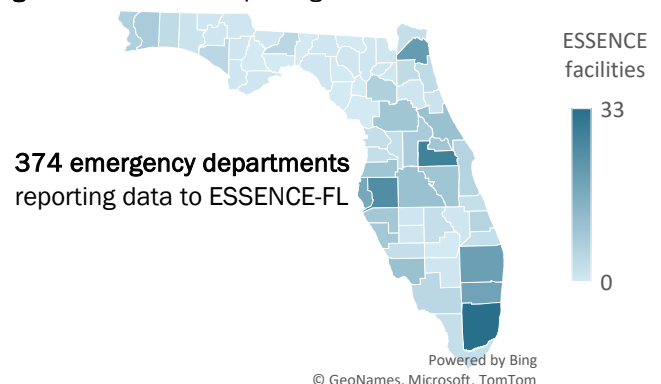 374 emergency departments
reporting data to ESSENCE-FL
ESSENCE
facilities
33
0
Powered by Bing
© GeoNames, Microsoft, TomTom